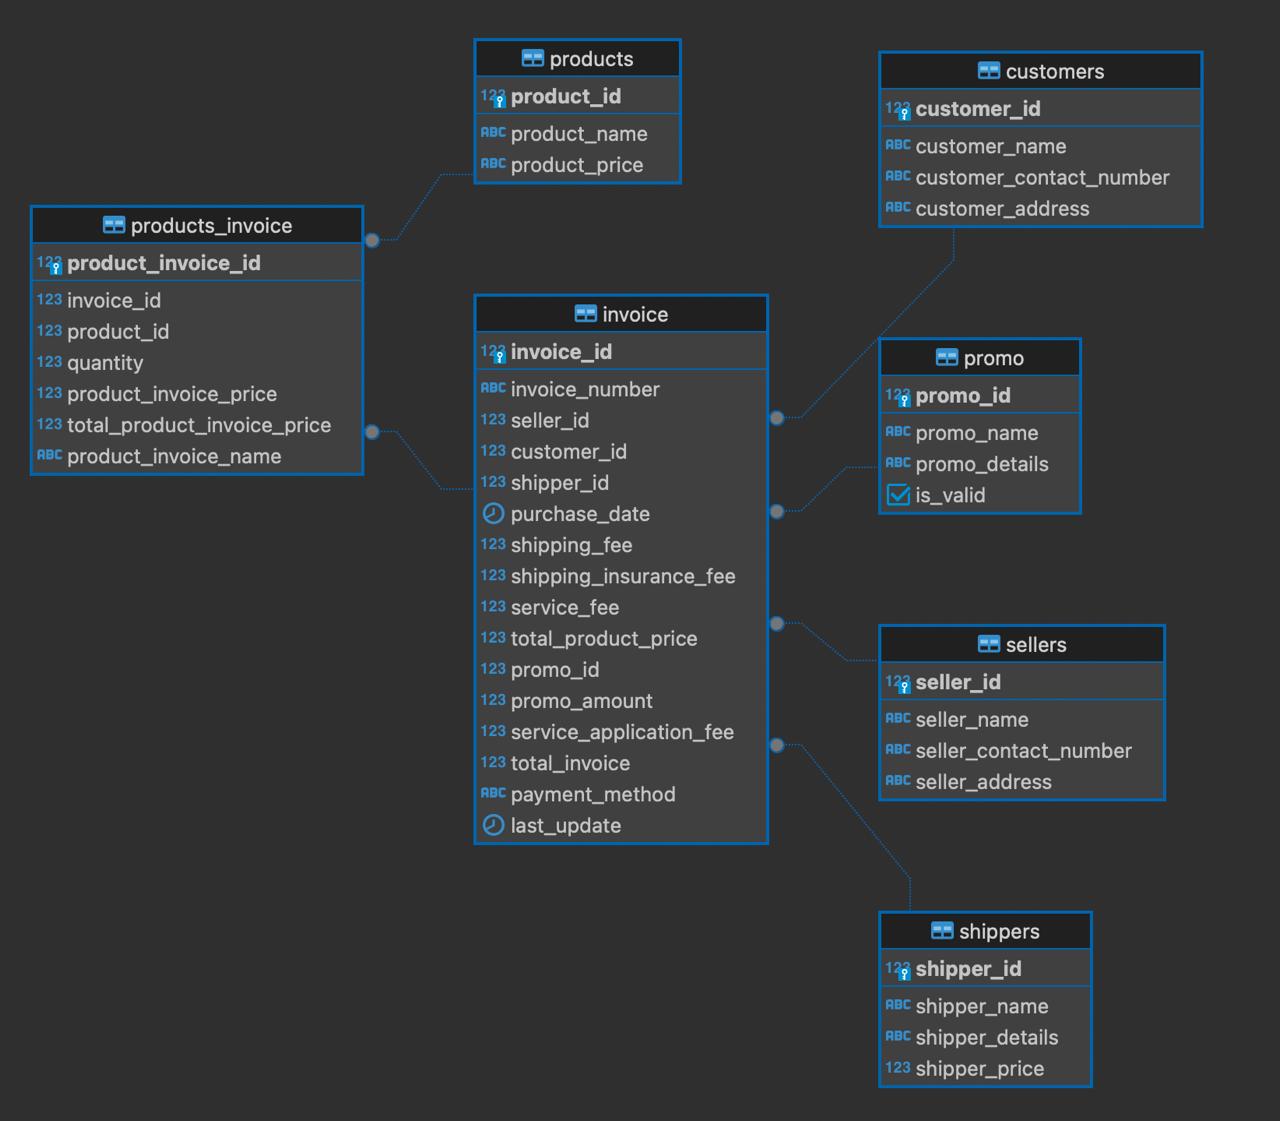 products
123 product_id
ABC product_name
ABC product_price
customers
123 customer_id
ABC customer_name
ABC customer_contact_number
ABC customer_address
products_invoice
123 product_invoice_id
123 invoice_id
123 product_id
123 quantity
123 product_invoice_price
123 total_product_invoice_price
ABC product_invoice_name
invoice
123 invoice_id
ABC invoice_number
123 seller_id
123 customer_id
123 shipper_id
purchase_date
123 shipping_fee
123 shipping_insurance_fee
123 service_fee
123 total_product_price
123 promo_id
123 promo_amount
123 service_application_fee
123 total_invoice
ABC payment_method
last_update
promo
123 promo_id
ABC promo_name
ABC promo_details
is_valid
sellers
123 seller_id
ABC seller_name
ABC seller_contact_number
ABC seller_address
shippers
123 shipper_id
ABC shipper_name
ABC shipper_details
123 shipper_price